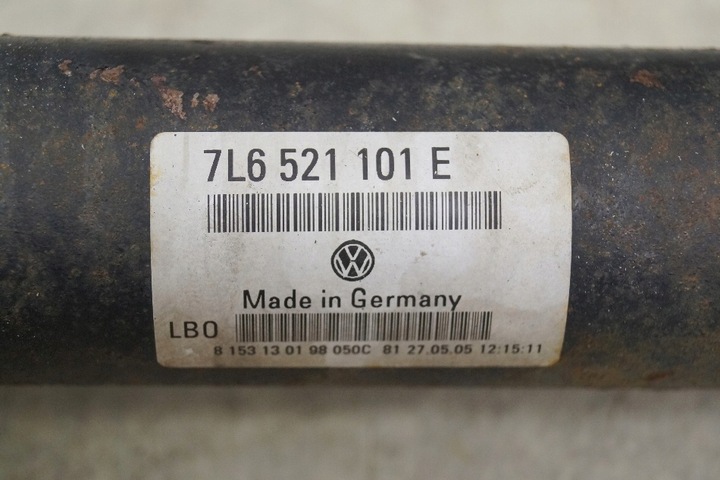 7L6 521 101 E
Made in Germany
LBO
8 153 13 01 98 050C 81 27.05.05 12:15:11